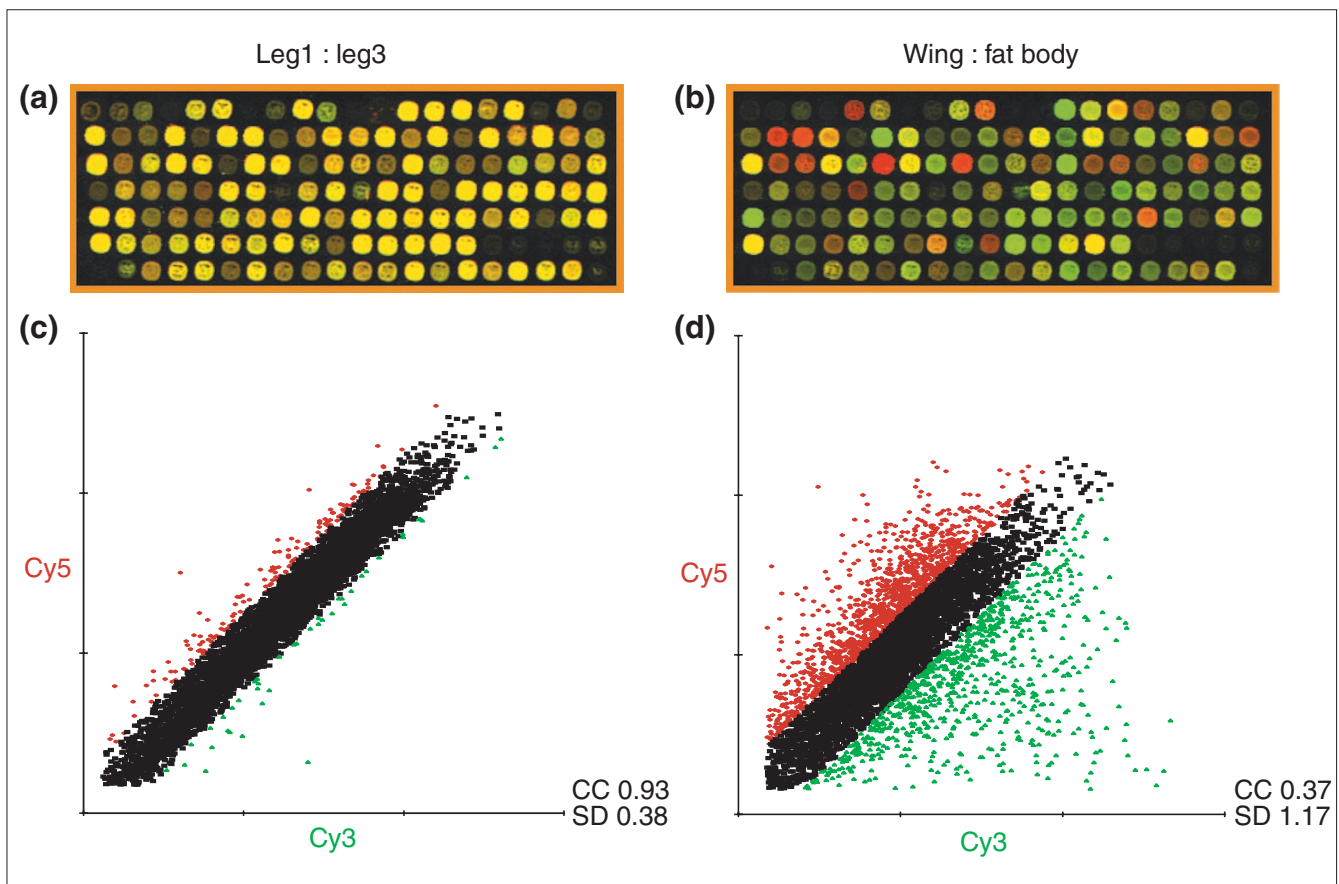 Leg1 : leg3
Wing : fat body
(a)
(b)
(c)
(d)
Cy5
Cy5
CC 0.93
SD 0.38
CC 0.37
SD 1.17
Cy3
Cy3